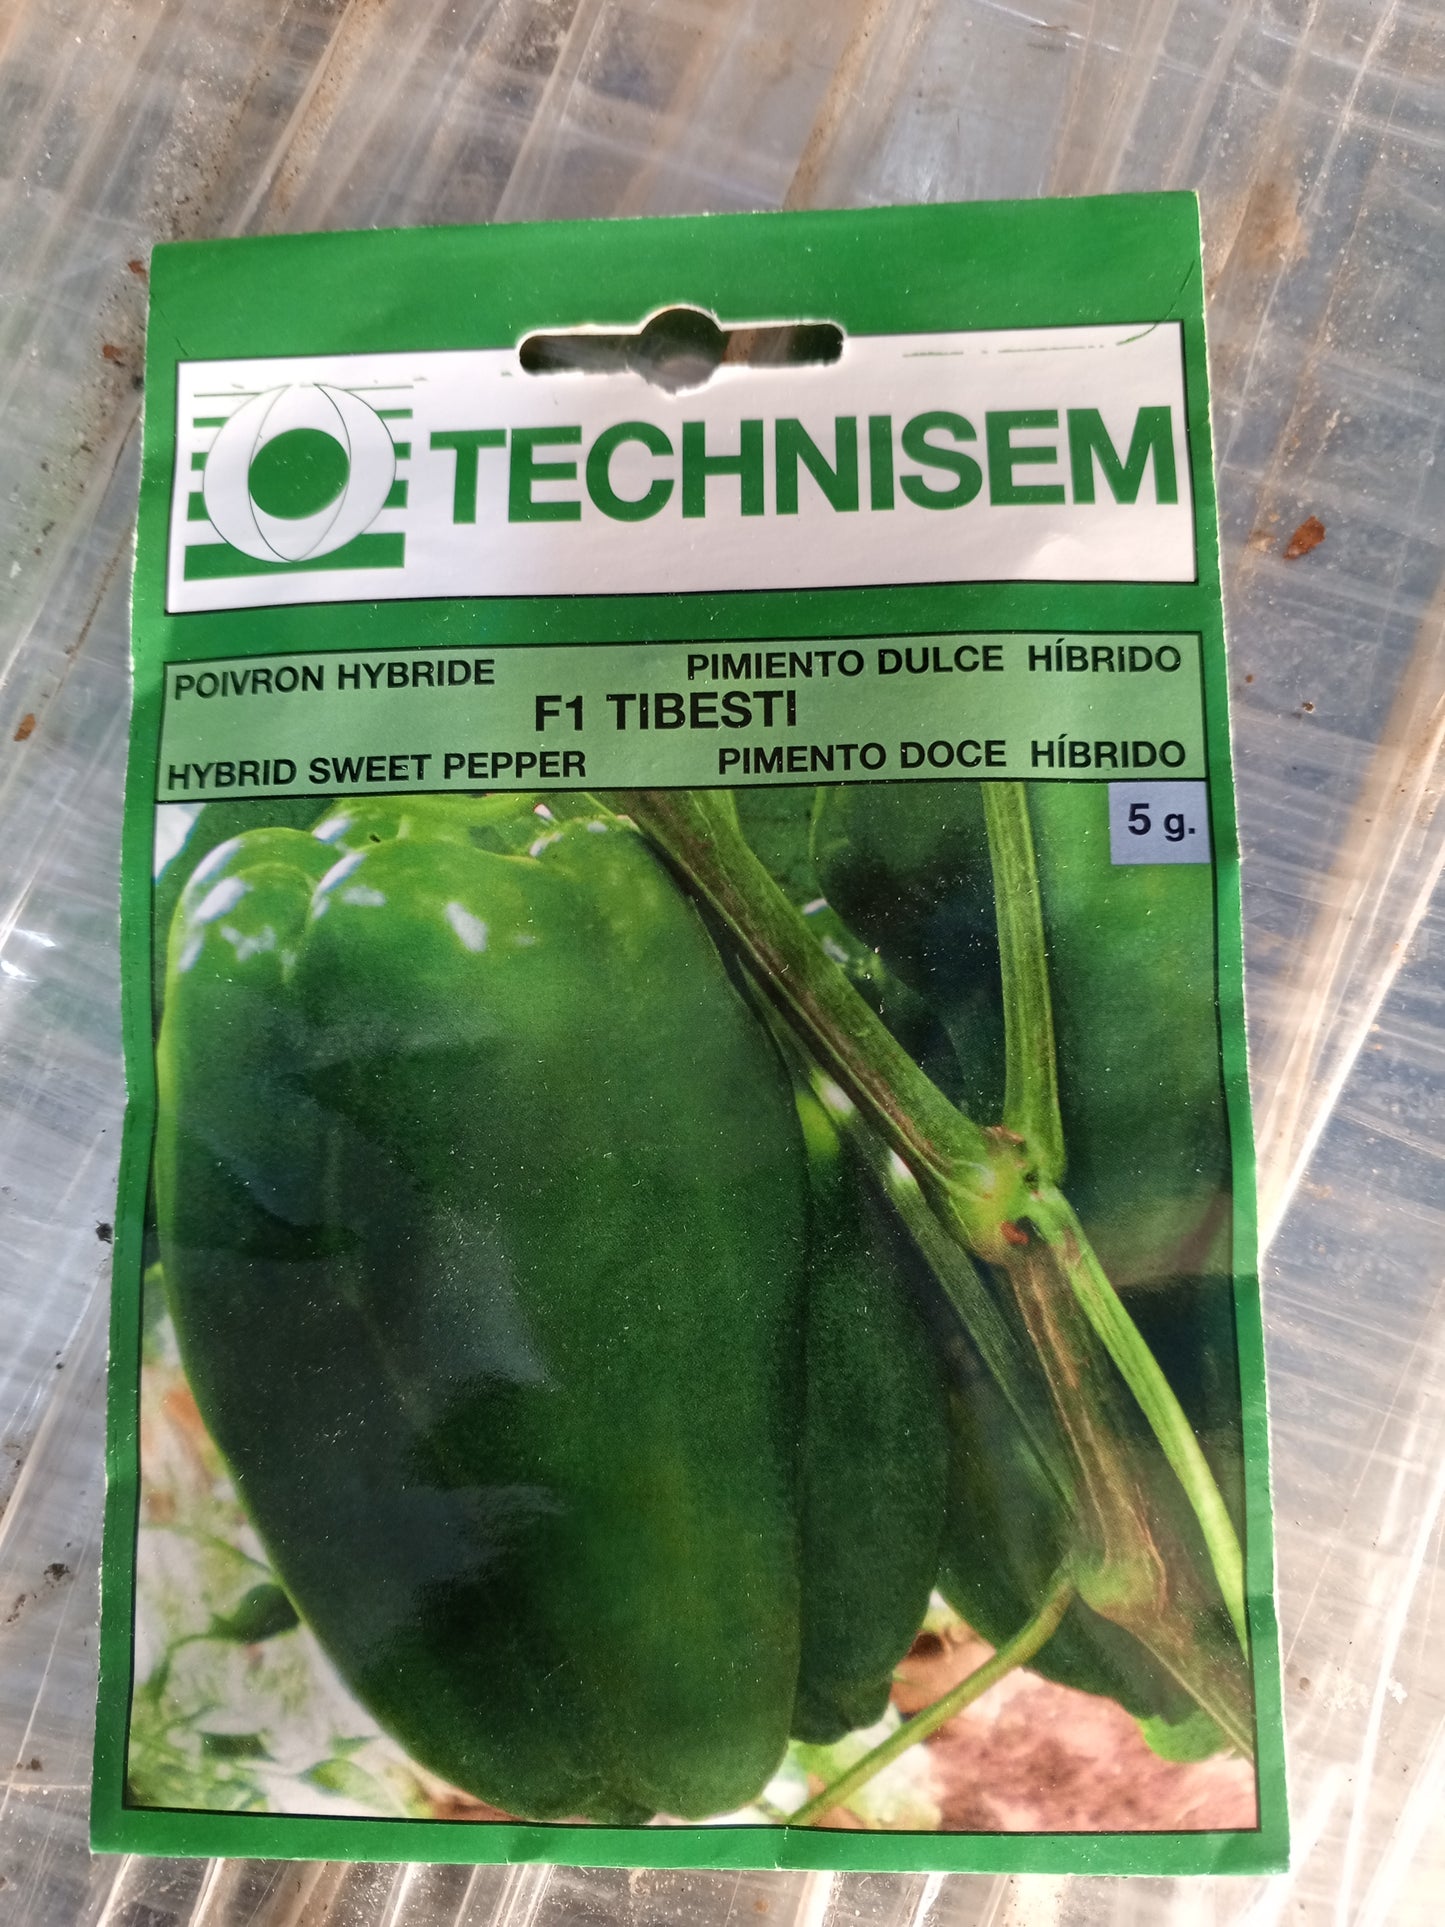 TECHNISEM
POIVRON HYBRIDE PIMIENTO DULCE HÍBRIDO
F1 TIBESTI
HYBRID SWEET PEPPER PIMENTO DOCE HÍBRIDO
5 g.